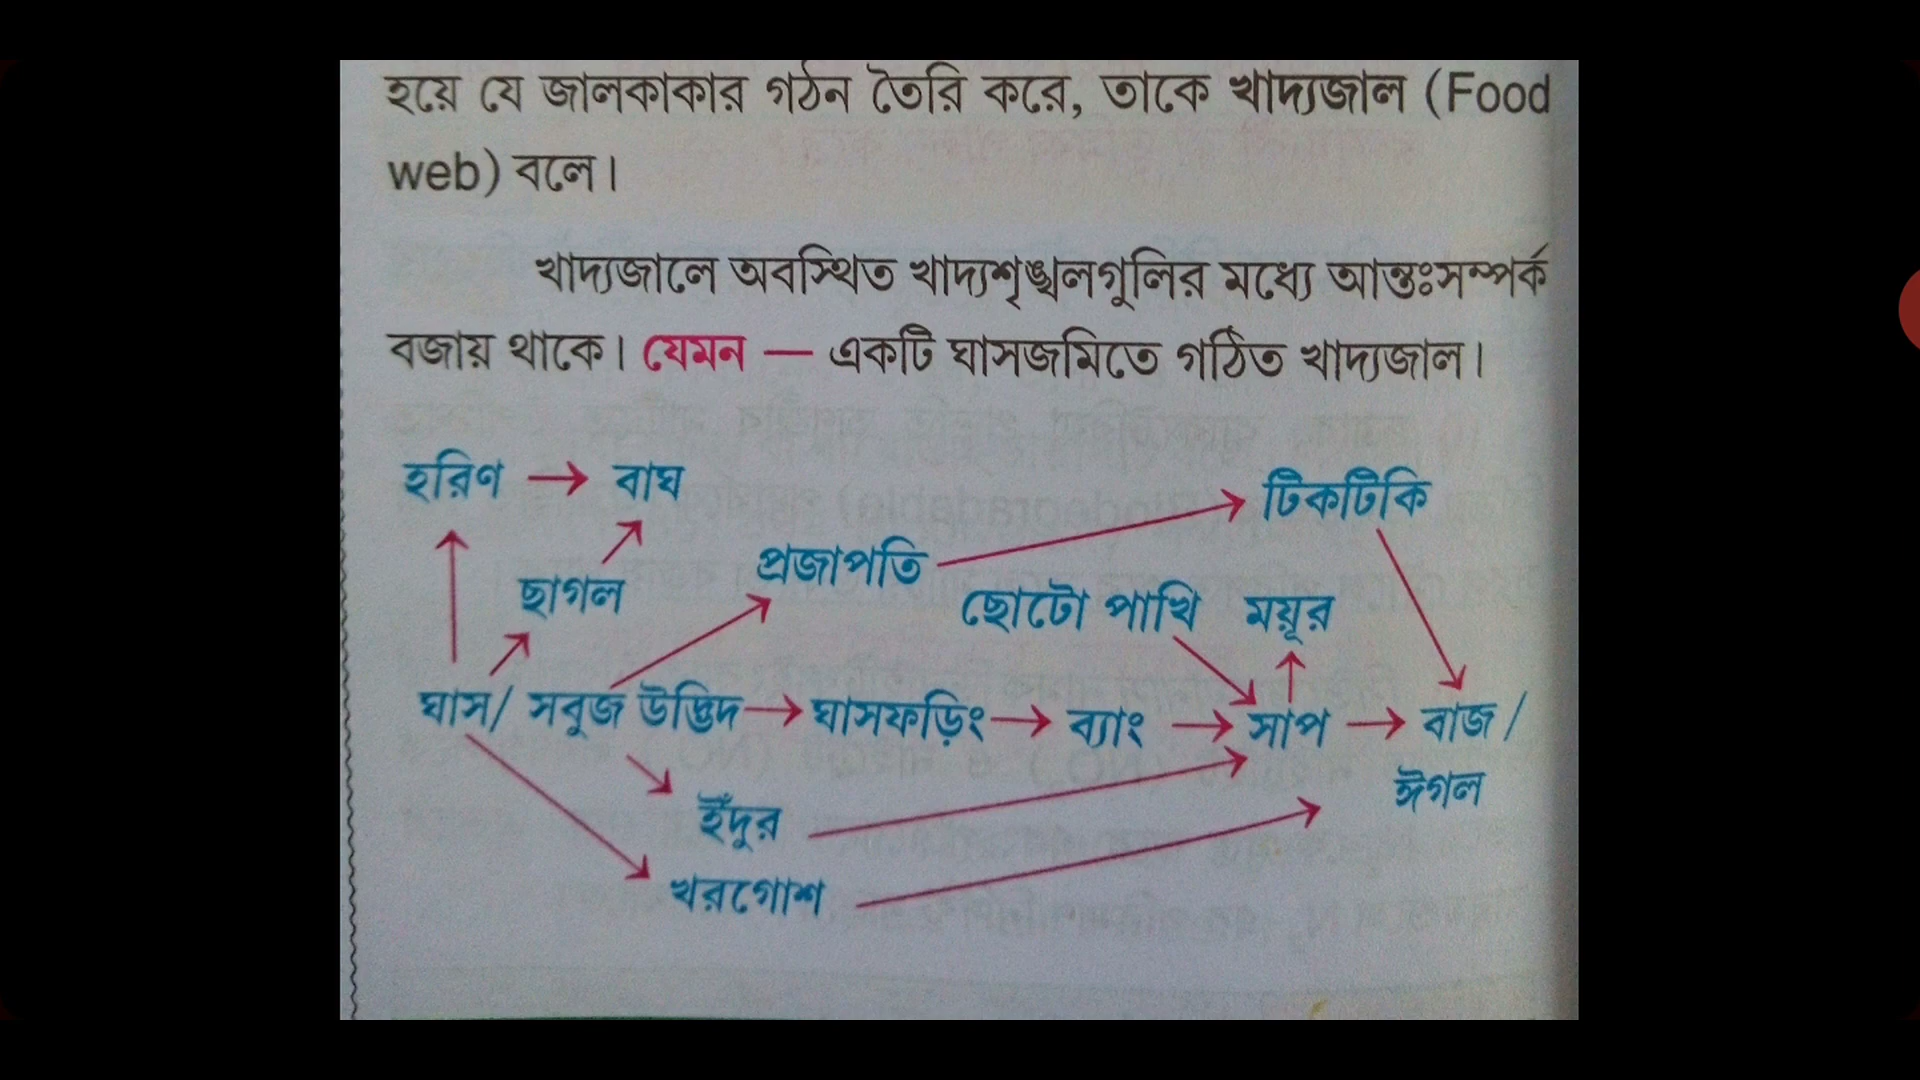 হয়ে যে জালকাকার গঠন তৈরি করে, তাকে খাদ্যজাল (Food
web) বলে।
খাদ্যজালে অবস্থিত খাদ্যশৃঙ্খলগুলির মধ্যে আন্তঃসম্পর্ক
বজায় থাকে। যেমন — একটি ঘাসজমিতে গঠিত খাদ্যজাল।
হরিণ → বাঘ
টিকটিকি
প্রজাপতি
ছাগল
ছোটো পাখি ময়ূর
ঘাস/ সবুজ উদ্ভিদ → ঘাসফড়িং → ব্যাং → সাপ → বাজ /
ঈগল
ইঁদুর
খরগোশ